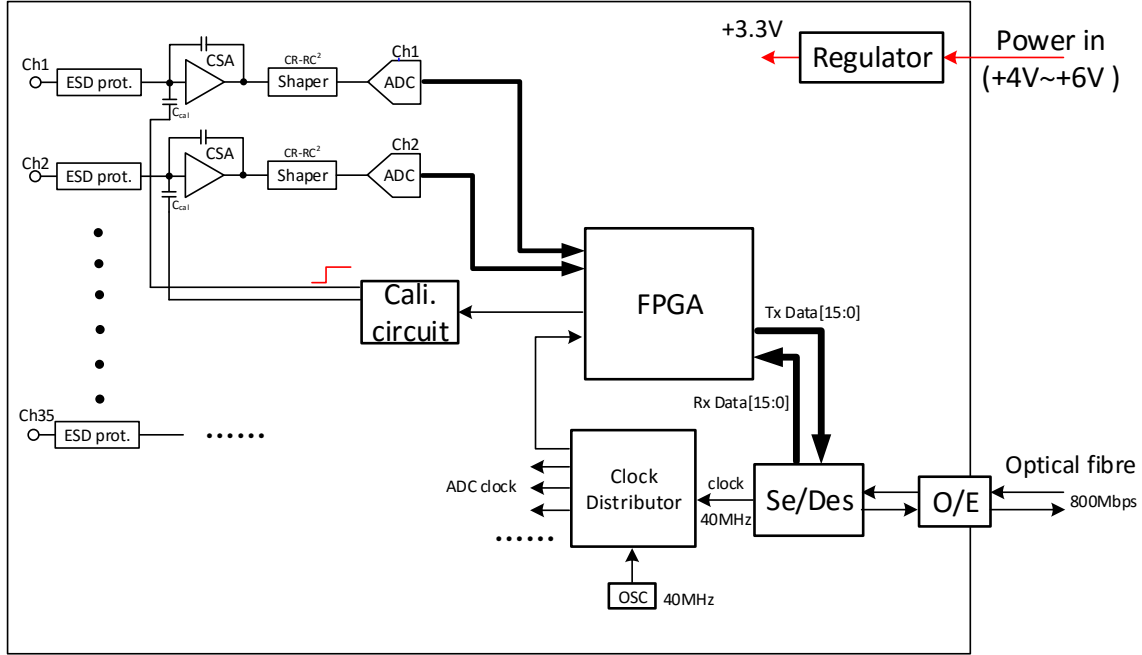 Ch1
ESD prot.
CSA
C_cal
CR-RC²
Shaper
Ch1
ADC
+3.3V
Regulator
Power in
(+4V~+6V )
Ch2
ESD prot.
CSA
C_cal
CR-RC²
Shaper
Ch2
ADC
Cali.
circuit
FPGA
Tx Data[15:0]
Rx Data[15:0]
Ch35
ESD prot.
ADC clock
Clock
Distributor
clock
40MHz
Se/Des
O/E
Optical fibre
800Mbps
OSC
40MHz